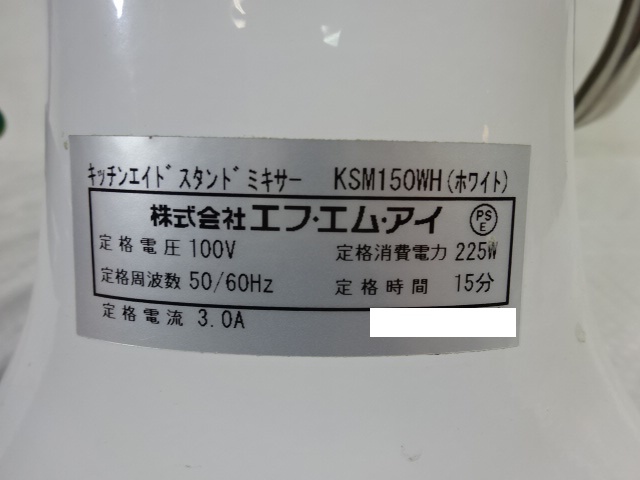 キッチンエイド スタンド ミキサー KSM150WH(ホワイト)
株式会社エフ・エム・アイ PSE
定格電圧 100V 定格消費電力 225W
定格周波数 50/60Hz 定格時間 15分
定格電流 3.0A